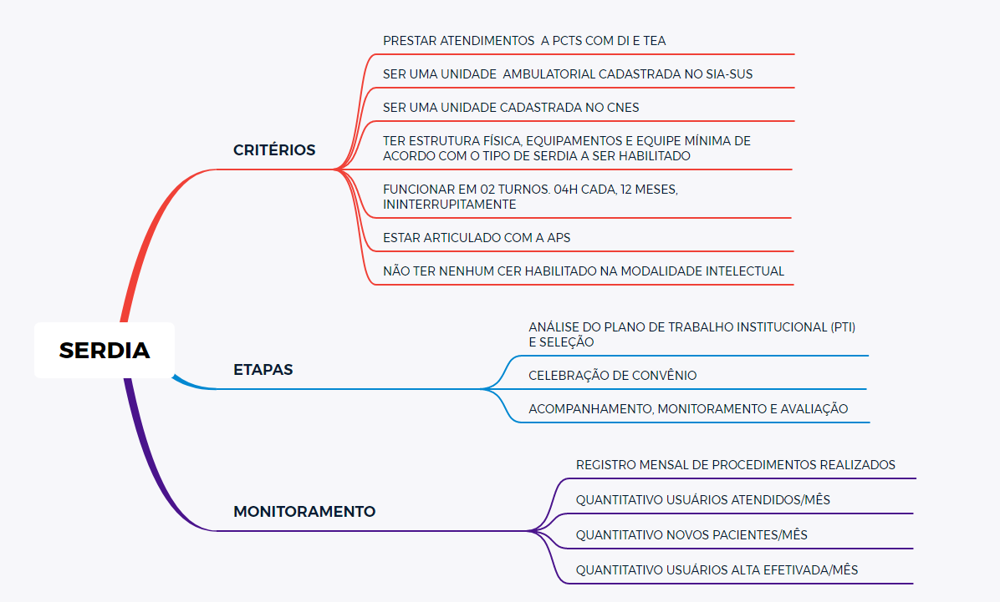 PRESTAR ATENDIMENTOS A PCTS COM DI E TEA
SER UMA UNIDADE AMBULATORIAL CADASTRADA NO SIA-SUS
SER UMA UNIDADE CADASTRADA NO CNES
CRITÉRIOS
TER ESTRUTURA FÍSICA, EQUIPAMENTOS E EQUIPE MÍNIMA DE
ACORDO COM O TIPO DE SERDIA A SER HABILITADO
FUNCIONAR EM 02 TURNOS. 04H CADA, 12 MESES,
ININTERRUPITAMENTE
ESTAR ARTICULADO COM A APS
NÃO TER NENHUM CER HABILITADO NA MODALIDADE INTELECTUAL
SERDIA
ETAPAS
ANÁLISE DO PLANO DE TRABALHO INSTITUCIONAL (PTI)
E SELEÇÃO
CELEBRAÇÃO DE CONVÊNIO
ACOMPANHAMENTO, MONITORAMENTO E AVALIAÇÃO
MONITORAMENTO
REGISTRO MENSAL DE PROCEDIMENTOS REALIZADOS
QUANTITATIVO USUÁRIOS ATENDIDOS/MÊS
QUANTITATIVO NOVOS PACIENTES/MÊS
QUANTITATIVO USUÁRIOS ALTA EFETIVADA/MÊS